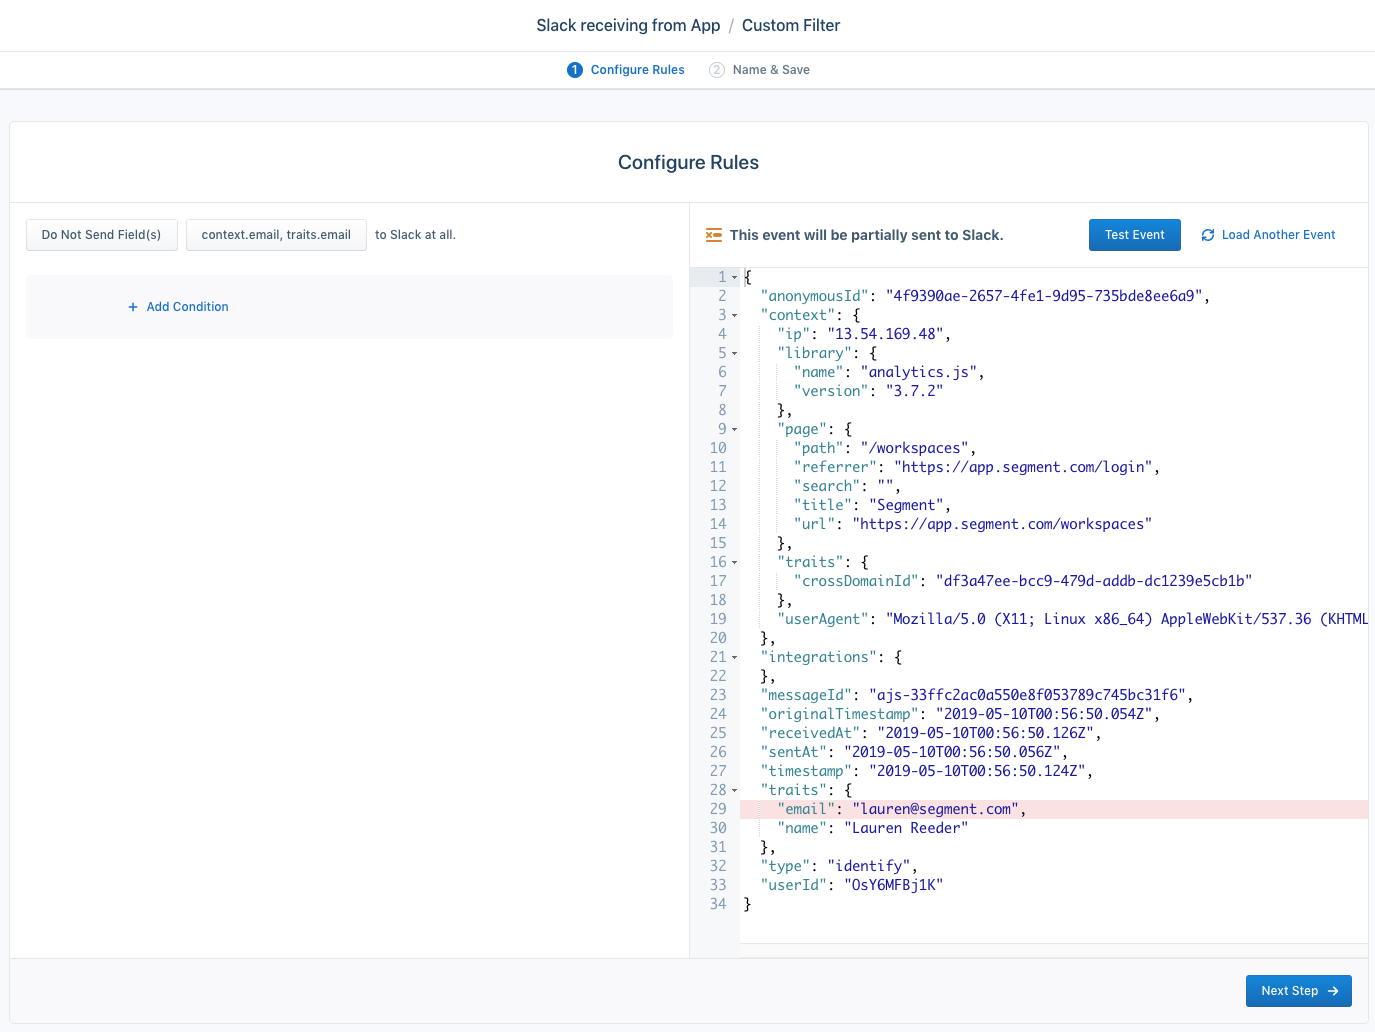 Slack receiving from App / Custom Filter
1 Configure Rules 2 Name & Save
Configure Rules
Do Not Send Field(s) context.email, traits.email to Slack at all.
+ Add Condition
This event will be partially sent to Slack. Test Event Load Another Event
1 {
2 "anonymousId": "4f9390ae-2657-4fe1-9d95-735bde8ee6a9",
3 "context": {
4 "ip": "13.54.169.48",
5 "library": {
6 "name": "analytics.js",
7 "version": "3.7.2"
8 },
9 "page": {
10 "path": "/workspaces",
11 "referrer": "https://app.segment.com/login",
12 "search": "",
13 "title": "Segment",
14 "url": "https://app.segment.com/workspaces"
15 },
16 "traits": {
17 "crossDomainId": "df3a47ee-bcc9-479d-addb-dc1239e5cb1b"
18 },
19 "userAgent": "Mozilla/5.0 (X11; Linux x86_64) AppleWebKit/537.36 (KHTML
20 },
21 "integrations": {
22 },
23 "messageId": "ajs-33ffc2ac0a550e8f053789c745bc31f6",
24 "originalTimestamp": "2019-05-10T00:56:50.054Z",
25 "receivedAt": "2019-05-10T00:56:50.126Z",
26 "sentAt": "2019-05-10T00:56:50.056Z",
27 "timestamp": "2019-05-10T00:56:50.124Z",
28 "traits": {
29 "email": "lauren@segment.com",
30 "name": "Lauren Reeder"
31 },
32 "type": "identify",
33 "userId": "OsY6MFBj1K"
34 }
Next Step →